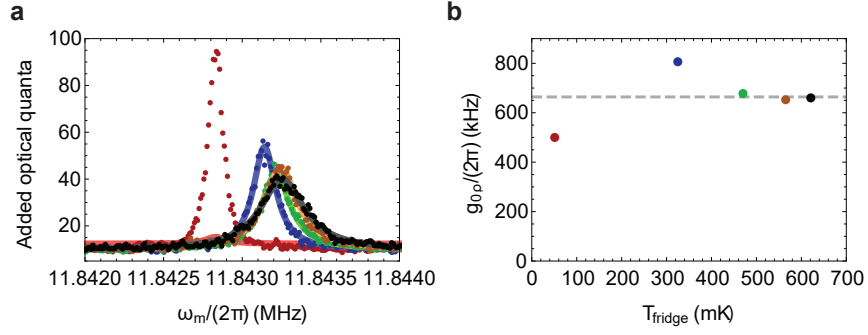 a
b
100
80
60
40
20
Added optical quanta
11.8420 11.8425 11.8430 11.8435 11.8440
ωm/(2π) (MHz)
800
600
400
200
0
g0ρ/(2π) (kHz)
0 100 200 300 400 500 600 700
Tfridge(mK)